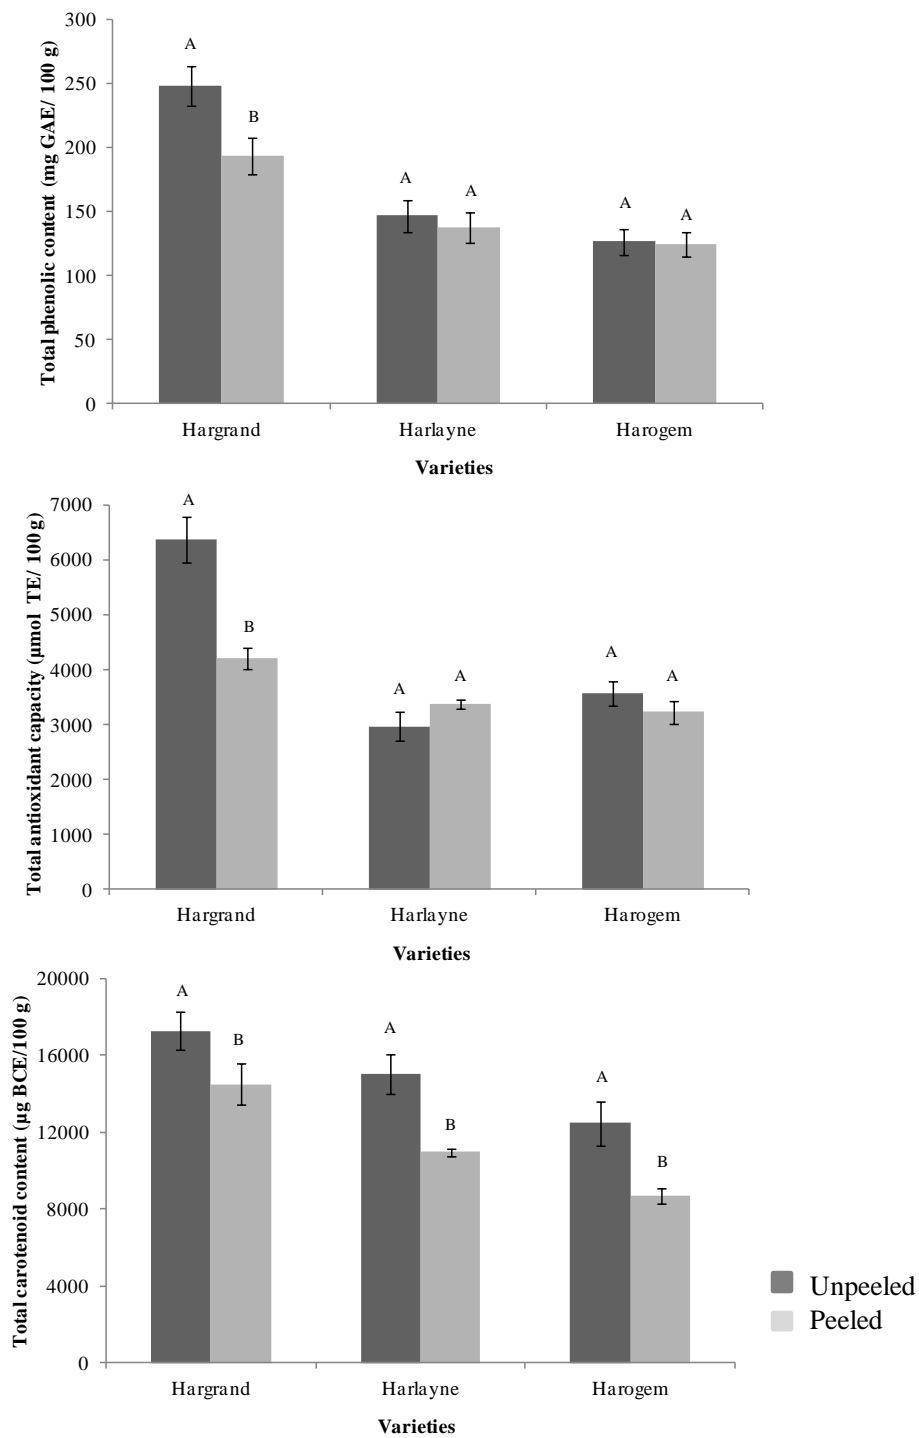 Total phenolic content (mg GAE/ 100 g)
300
250
200
150
100
50
0
A
B
A
A
A
A
Hargrand Harlayne Harogem
Varieties
Total antioxidant capacity (µmol TE/ 100g)
7000
6000
5000
4000
3000
2000
1000
0
A
B
A
A
A
A
Hargrand Harlayne Harogem
Varieties
Total carotenoid content (µg BCE/100 g)
20000
16000
12000
8000
4000
0
A
B
A
B
A
B
Hargrand Harlayne Harogem
Varieties
Unpeeled
Peeled